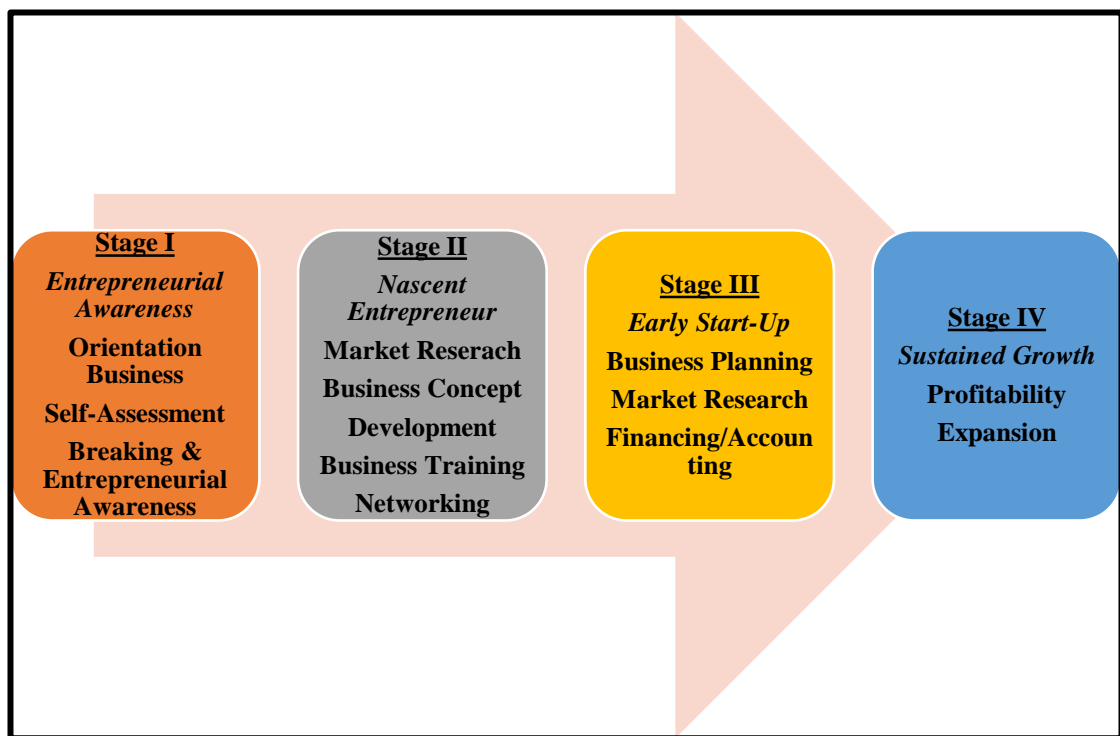 Stage I
Entrepreneurial
Awareness
Orientation
Business
Self-Assessment
Breaking &
Entrepreneurial
Awareness
Stage II
Nascent
Entrepreneur
Market Reserach
Business Concept
Development
Business Training
Networking
Stage III
Early Start-Up
Business Planning
Market Research
Financing/Accoun
ting
Stage IV
Sustained Growth
Profitability
Expansion